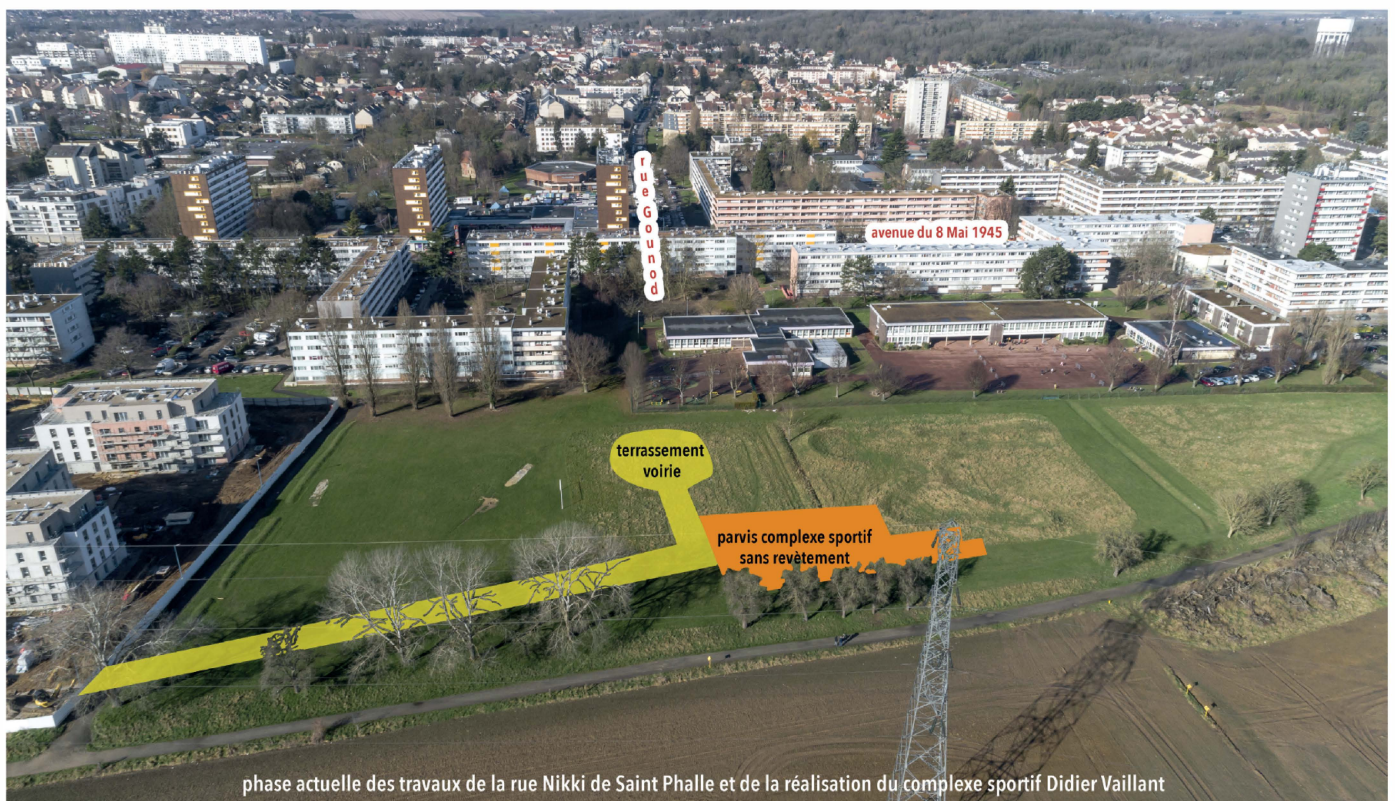 rue Gounod
avenue du 8 Mai 1945
terrassement
voirie
parvis complexe sportif
sans revètement
phase actuelle des travaux de la rue Nikki de Saint Phalle et de la réalisation du complexe sportif Didier Vaillant